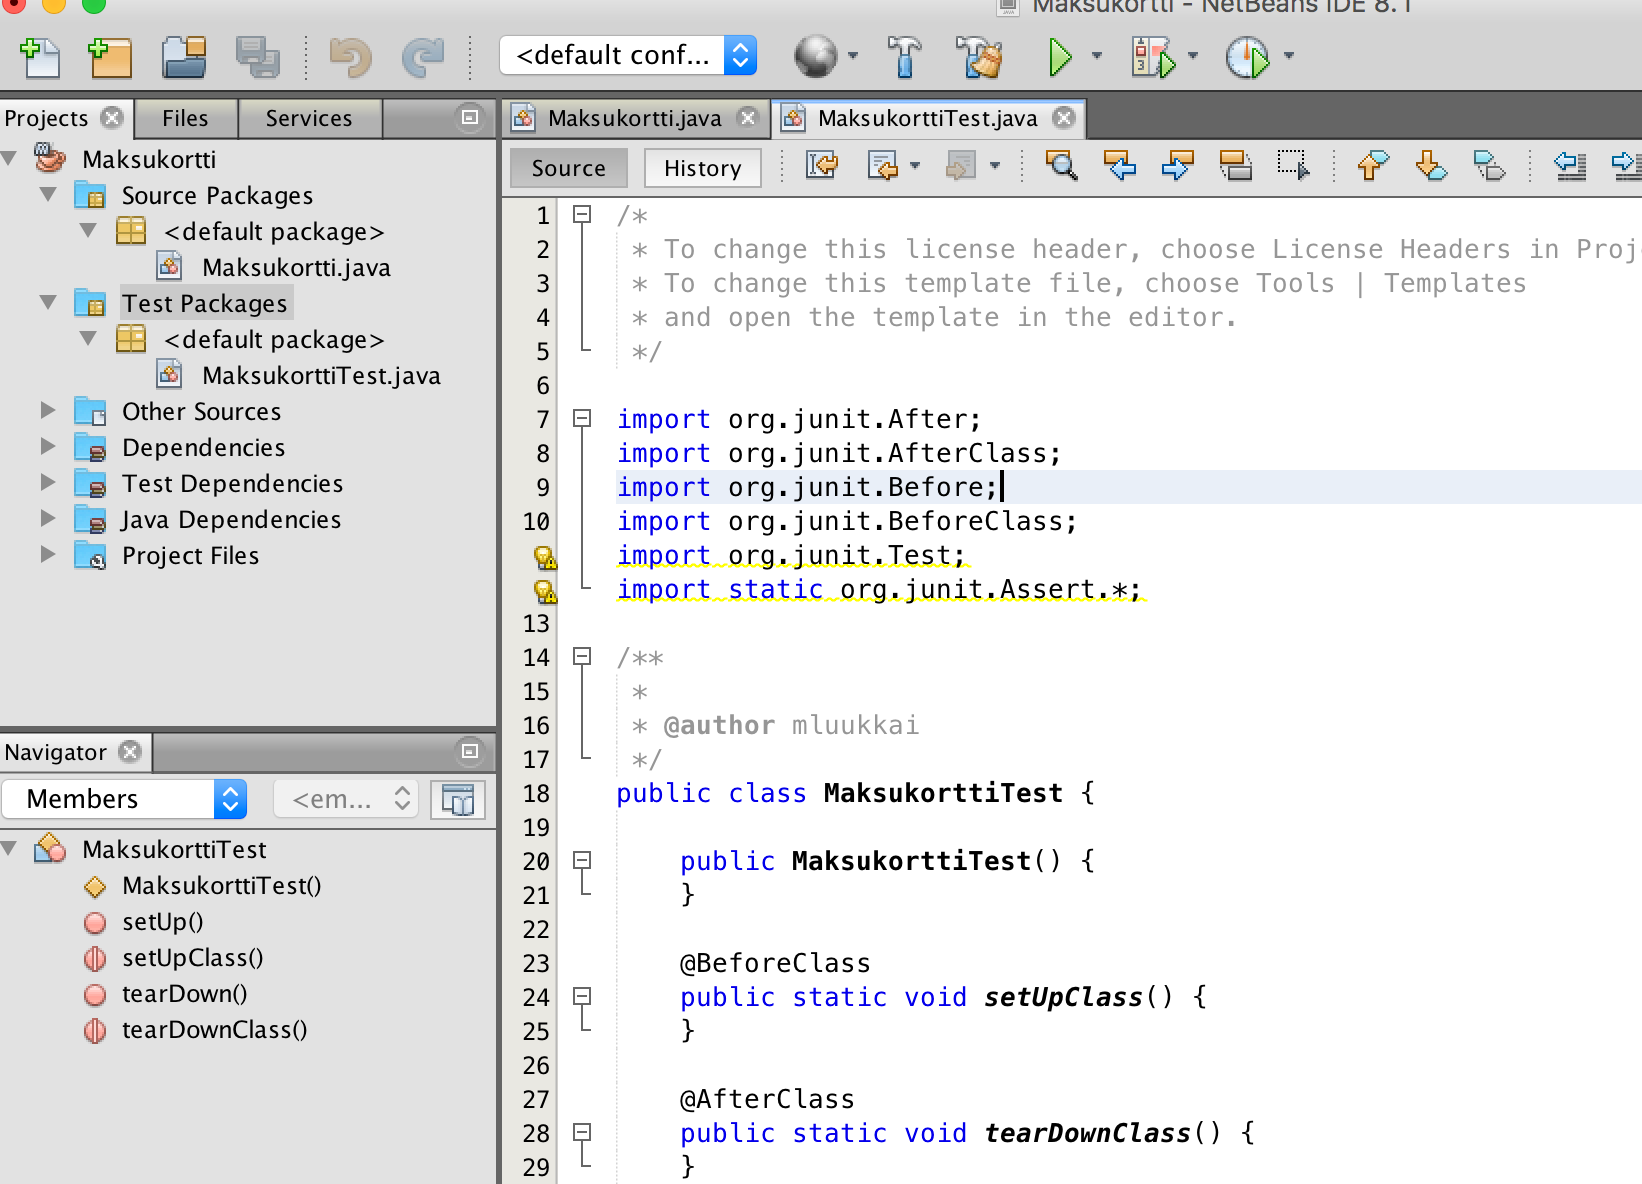 Maksukortti - NetBeans IDE 8.1
<default conf...
Projects
Files
Services
Maksukortti
Source Packages
<default package>
Maksukortti.java
Test Packages
<default package>
MaksukorttiTest.java
Other Sources
Dependencies
Test Dependencies
Java Dependencies
Project Files
Navigator
Members
<em...
MaksukorttiTest
MaksukorttiTest()
setUp()
setUpClass()
tearDown()
tearDownClass()
Maksukortti.java
MaksukorttiTest.java
Source
History
1 /*
2 * To change this license header, choose License Headers in Proj
3 * To change this template file, choose Tools | Templates
4 * and open the template in the editor.
5 */
6
7 import org.junit.After;
8 import org.junit.AfterClass;
9 import org.junit.Before;
10 import org.junit.BeforeClass;
import org.junit.Test;
import static org.junit.Assert.*;
13
14 /**
15 *
16 * @author mluukkai
17 */
18 public class MaksukorttiTest {
19
20 public MaksukorttiTest() {
21 }
22
23 @BeforeClass
24 public static void setUpClass() {
25 }
26
27 @AfterClass
28 public static void tearDownClass() {
29 }